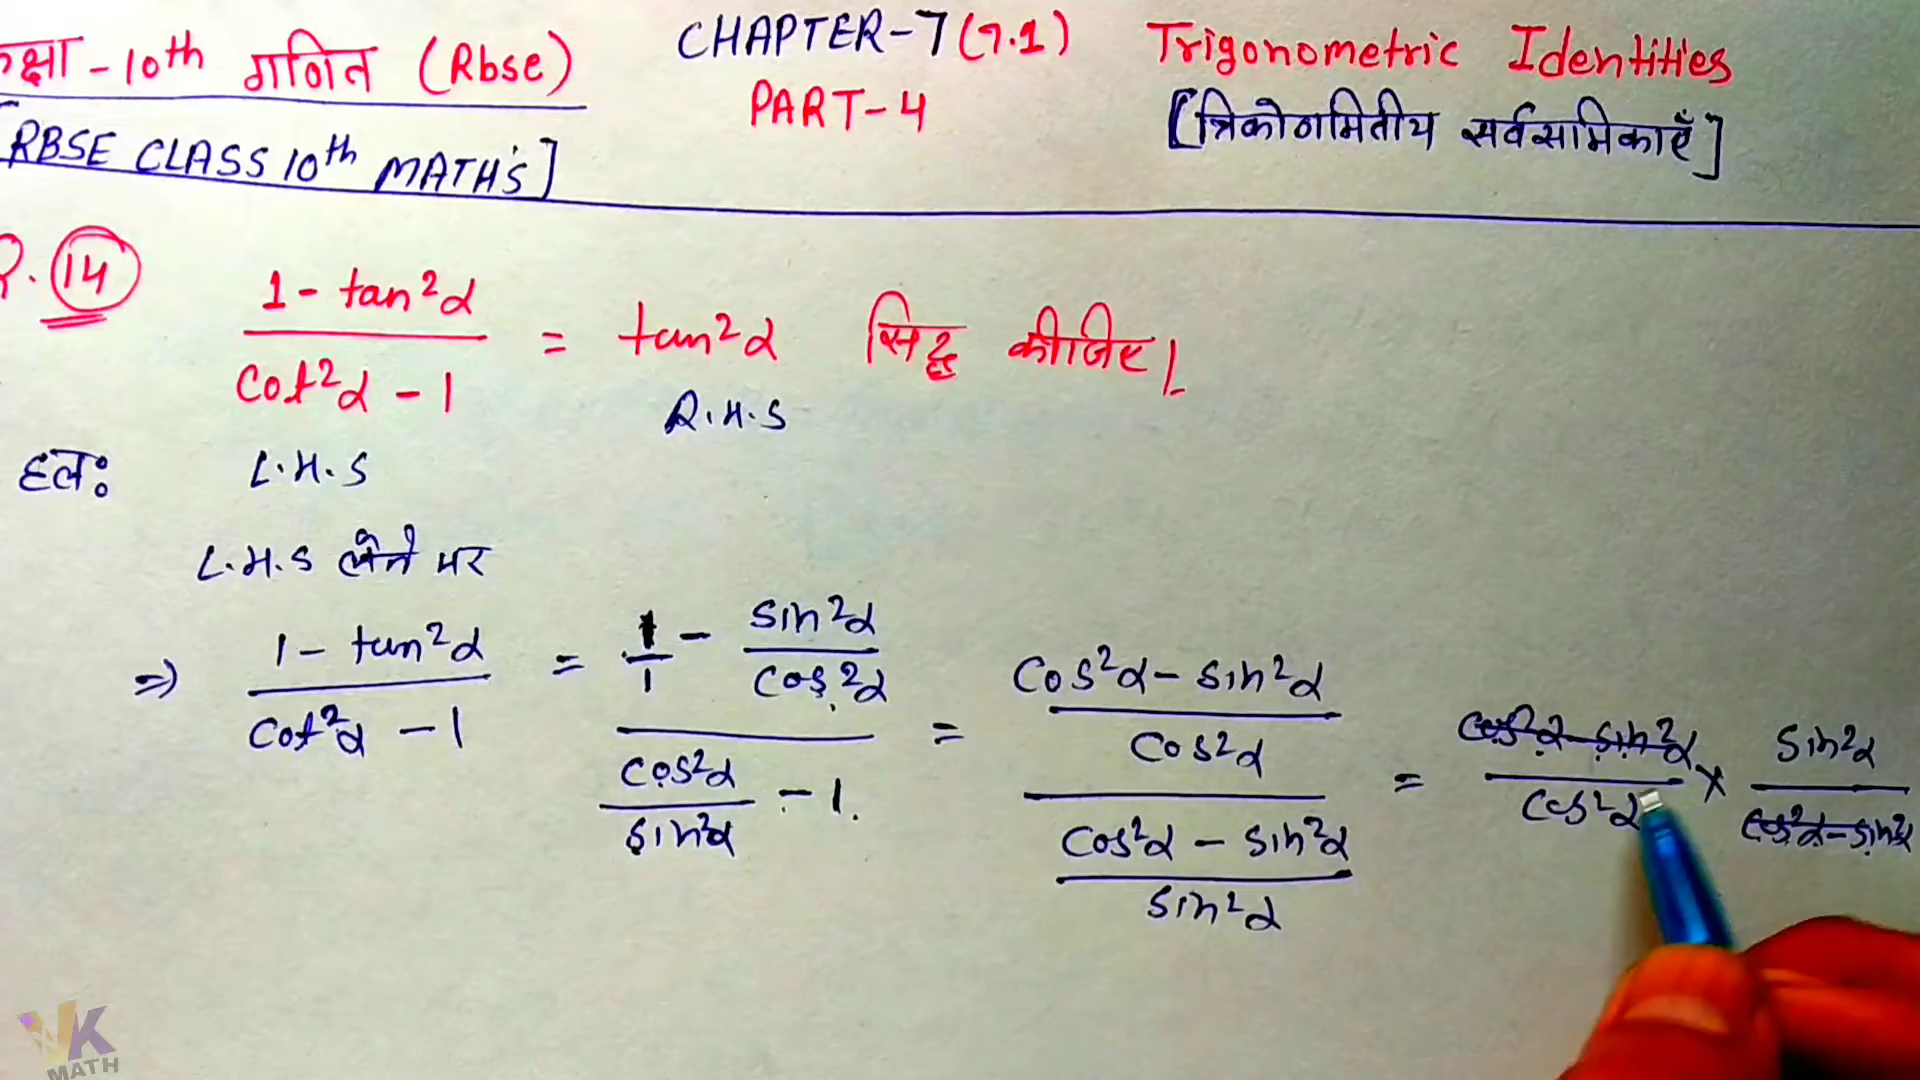 कक्षा - 10th गणित (Rbse)
[RBSE CLASS 10th MATH'S]
CHAPTER-7 (7.1)
PART-4
Trigonometric Identities
[त्रिकोणमितीय सर्वसमिकाएँ]
Q. 14 (1 - tan²α)/(cot²α - 1) = tan²α सिद्ध कीजिए।
R.H.S
हल: L.H.S
L.H.S लेने पर
⇒ (1 - tan²α)/(cot²α - 1) = (1/1 - sin²α/cos²α)/(cos²α/sin²α - 1) = ((cos²α - sin²α)/cos²α)/((cos²α - sin²α)/sin²α) = (cos²α - sin²α)/cos²α × sin²α/(cos²α - sin²
VK
MATH